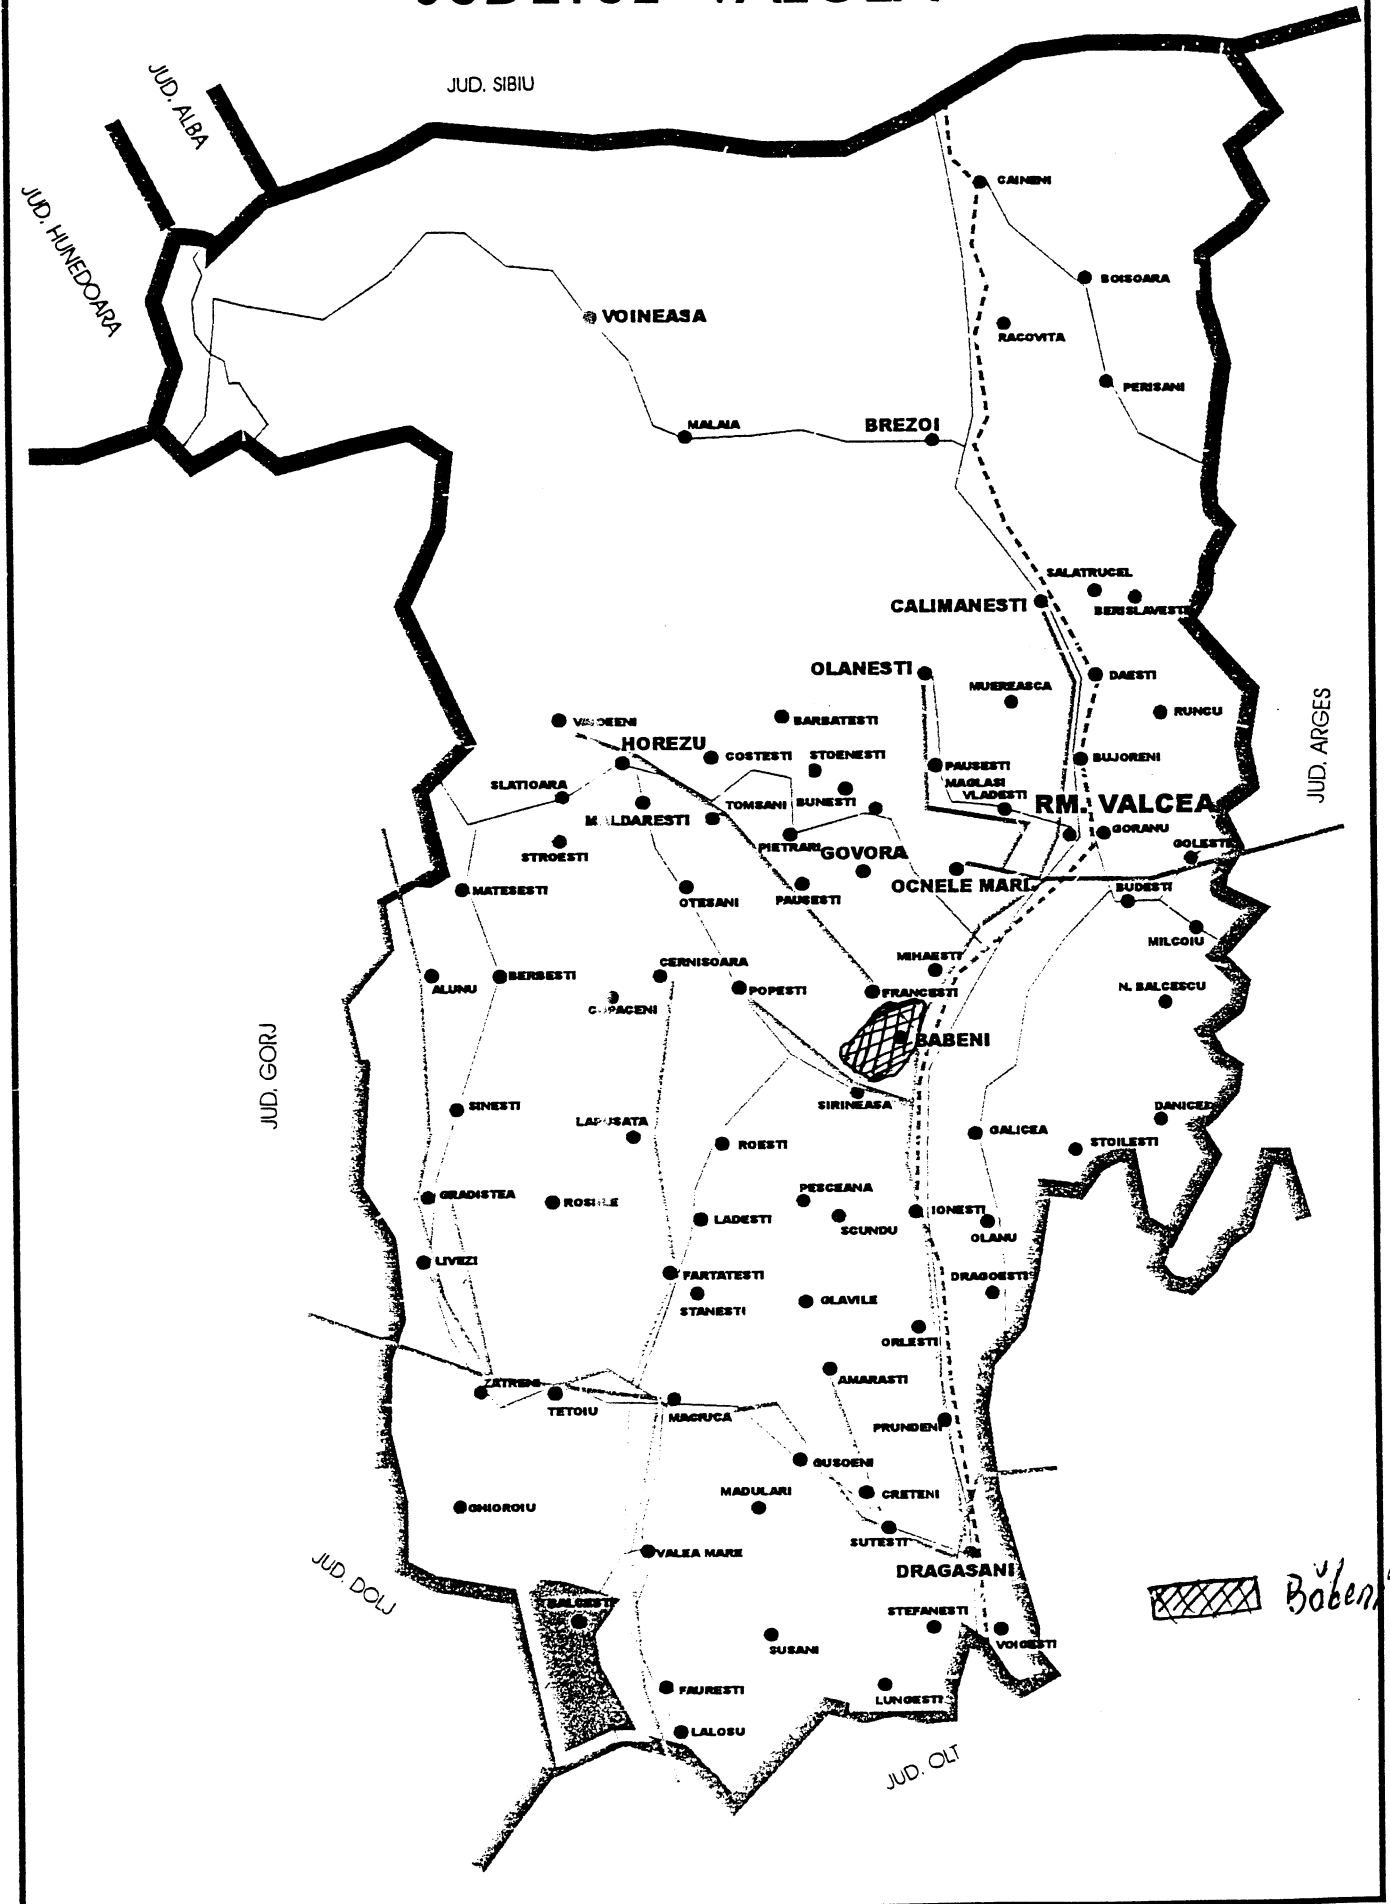 JUD. SIBIU
JUD. ALBA
JUD. HUNEDOARA
CAINENI
BOISOARA
VOINEASA
RACOVITA
PERISANI
MALAIA
BREZOI
SALATRUCEL
CALIMANESTI
BERISLAVESTI
OLANESTI
DAESTI
MUEREASCA
JUD. ARGES
RUNCU
BARBATESTI
HOREZU
COSTESTI
STOENESTI
BUJORENI
PAUSESTI
MAGLASI
SLATIOARA
VLADESTI
TOMSANI
BUNESTI
RM. VALCEA
GORANU
STROESTI
PIETRARI
GOVORA
GOLESTI
MATESESTI
OTESANI
PAUSESTI
OCNELE MARI
BUDESTI
MILCOIU
MIHAESTI
CERNISOARA
ALUNU
BERBESTI
POPESTI
FRANCESTI
N. BALCESCU
BABENI
JUD. GORJ
SINESTI
SIRINEASA
ROESTI
GALICEA
STOILESTI
GRADISTEA
PESCEANA
LADESTI
SCUNDU
IONESTI
OLANU
LIVEZI
FARTATESTI
DRAGOESTI
STANESTI
GLAVILE
ORLESTI
ZATRENI
AMARASTI
TETOIU
MACIUCA
PRUNDENI
GUSOENI
GHIOROIU
MADULARI
CRETENI
SUTESTI
VALEA MARE
DRAGASANI
JUD. DOLJ
BALCESTI
Băbeni
STEFANESTI
SUSANI
VOICESTI
FAURESTI
LUNGESTI
LALOSU
JUD. OLT